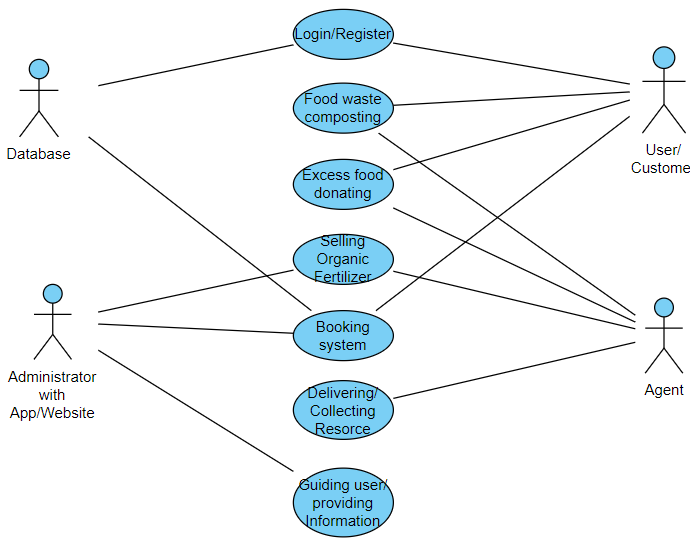 Login/Register
Food waste
composting
Database
User/
Custome
Excess food
donating
Selling
Organic
Fertilizer
Booking
system
Administrator
with
App/Website
Agent
Delivering/
Collecting
Resorce
Guiding user/
providing
Information